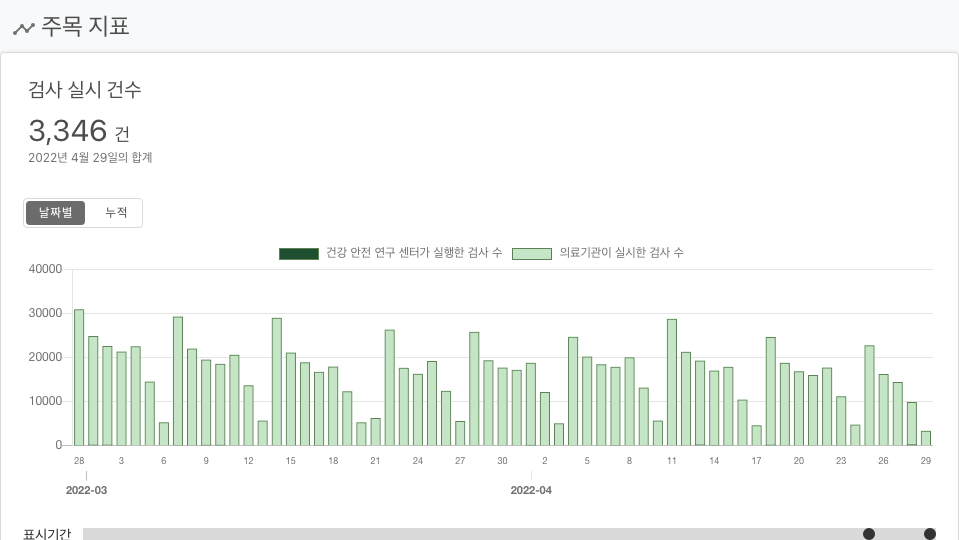 주목 지표
검사 실시 건수
3,346 건
2022년 4월 29일의 합계
날짜별 누적
건강 안전 연구 센터가 실행한 검사 수 의료기관이 실시한 검사 수
40000
30000
20000
10000
0
28 3 6 9 12 15 18 21 24 27 30 2 5 8 11 14 17 20 23 26 29
2022-03 2022-04
표시기간